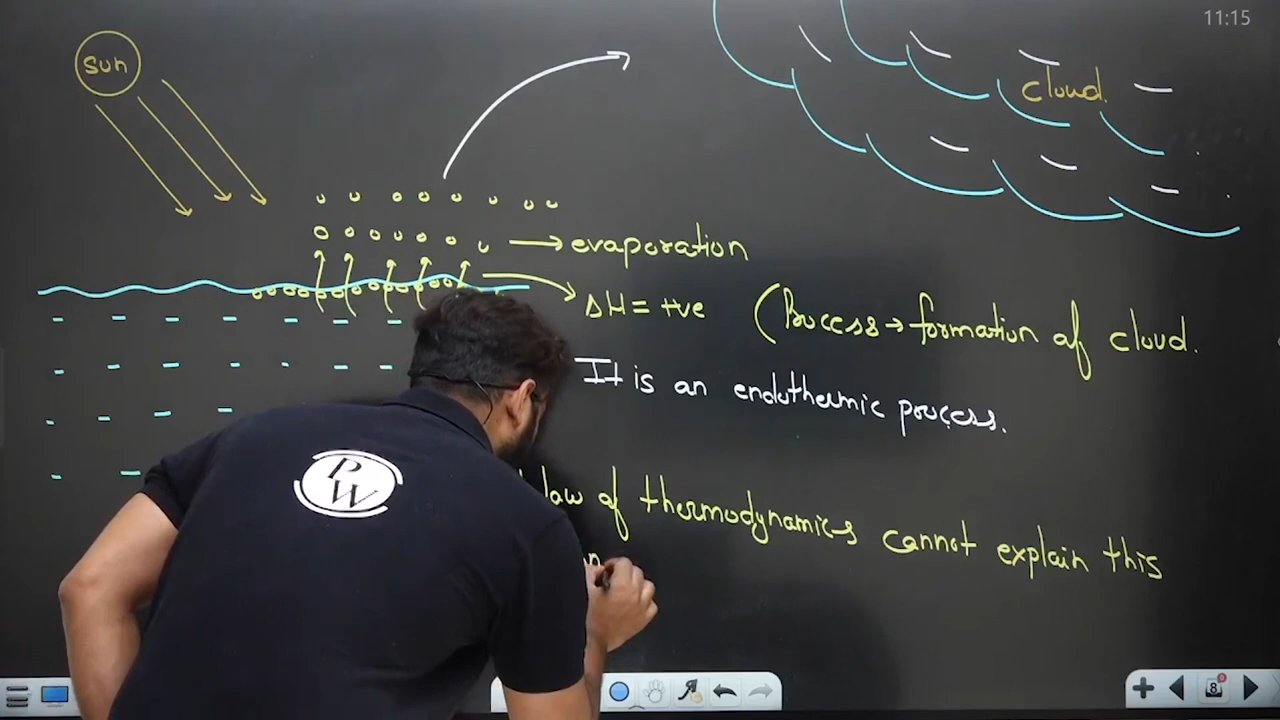 11:15
sun
cloud.
evaporation
ΔH = +ve (Process → formation of cloud.
It is an endothermic process.
law of thermodynamics cannot explain this
P
W
8